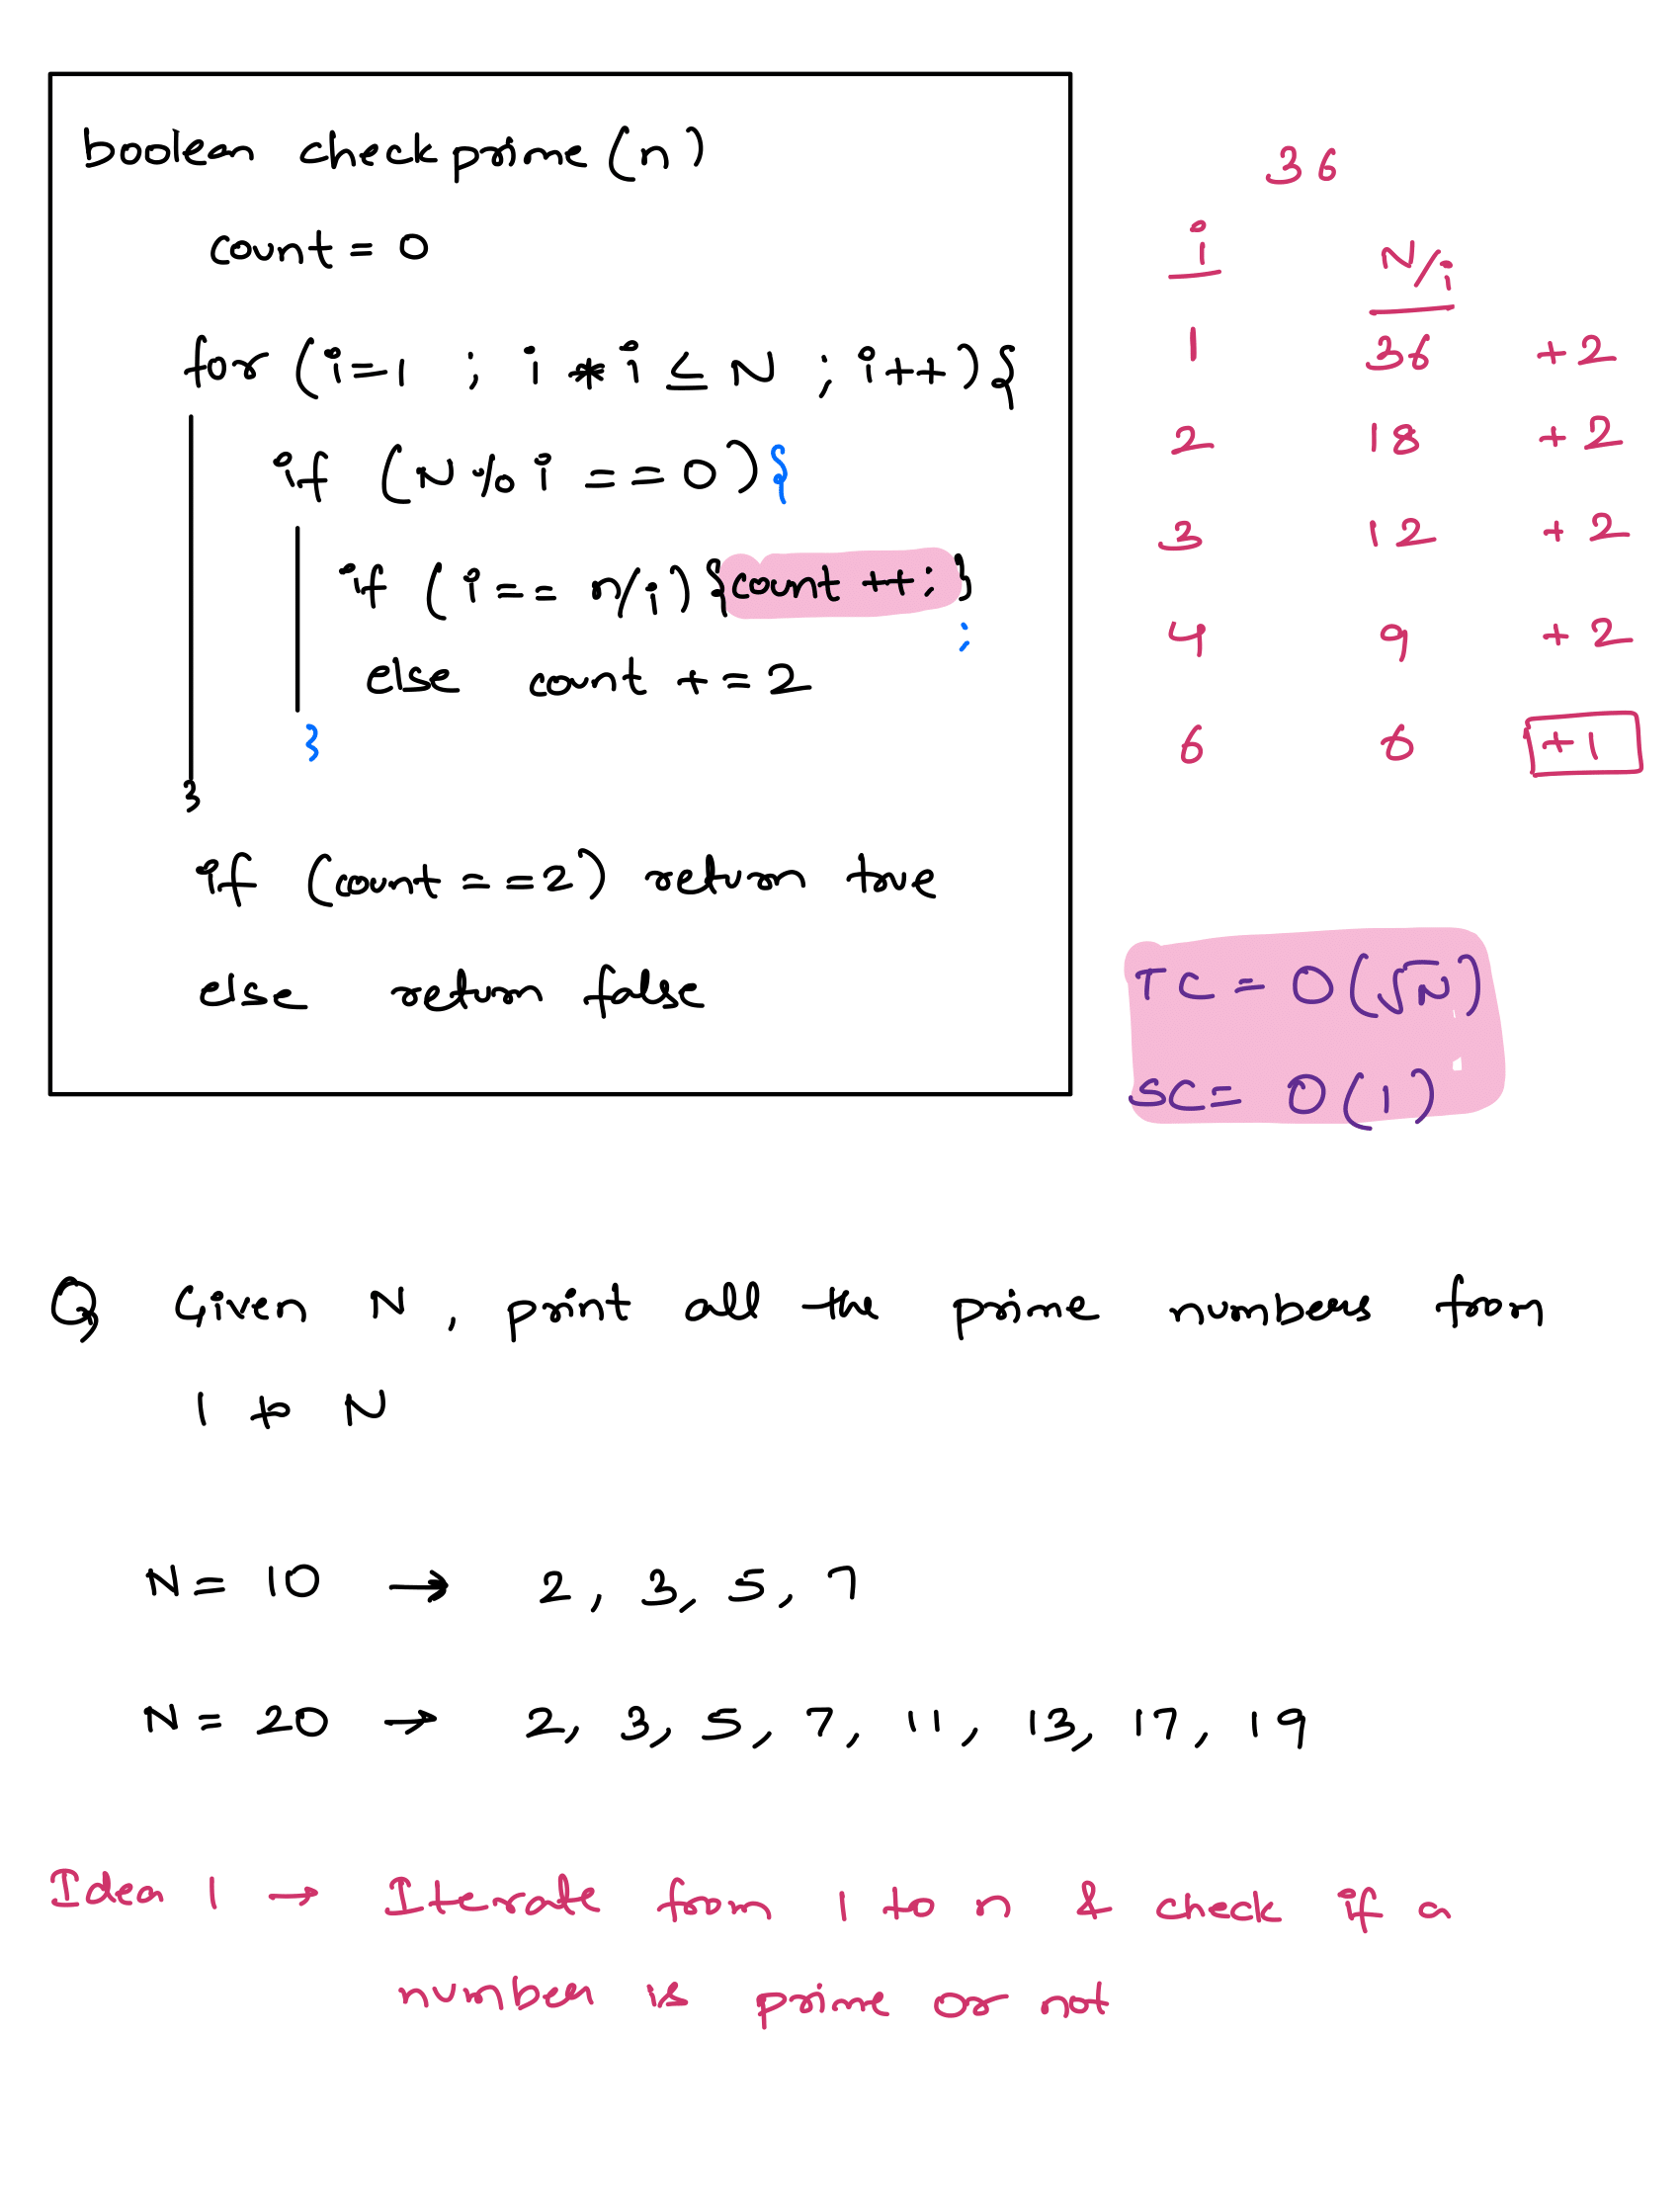 boolean checkprime(n)
count = 0
for (i=1 ; i * i ≤ N ; i++){
if (N % i == 0){
if (i == n/i){count ++;}
;
else count += 2
}
}
if (count == 2) return true
else return false
36
i N/i
1 36 +2
2 18 +2
3 12 +2
4 9 +2
6 6 +1
TC = O(√N)
SC = O(1)
Q Given N, print all the prime numbers from
1 to N
N = 10 → 2, 3, 5, 7
N = 20 → 2, 3, 5, 7, 11, 13, 17, 19
Idea 1 → Iterate from 1 to n & check if a
number is prime or not